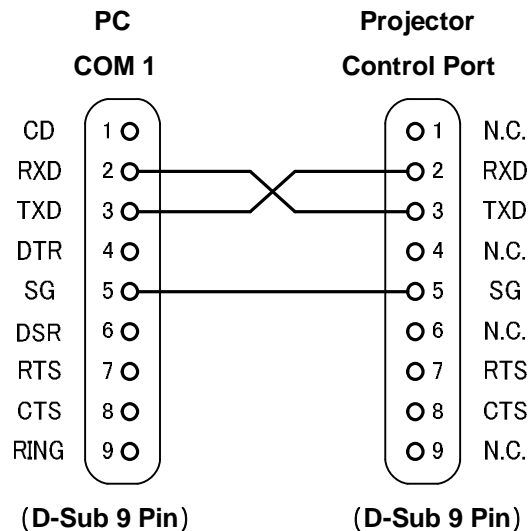 PC Projector
COM 1 Control Port
CD 1 1 N.C.
RXD 2 2 RXD
TXD 3 3 TXD
DTR 4 4 N.C.
SG 5 5 SG
DSR 6 6 N.C.
RTS 7 7 RTS
CTS 8 8 CTS
RING 9 9 N.C.
(D-Sub 9 Pin) (D-Sub 9 Pin)